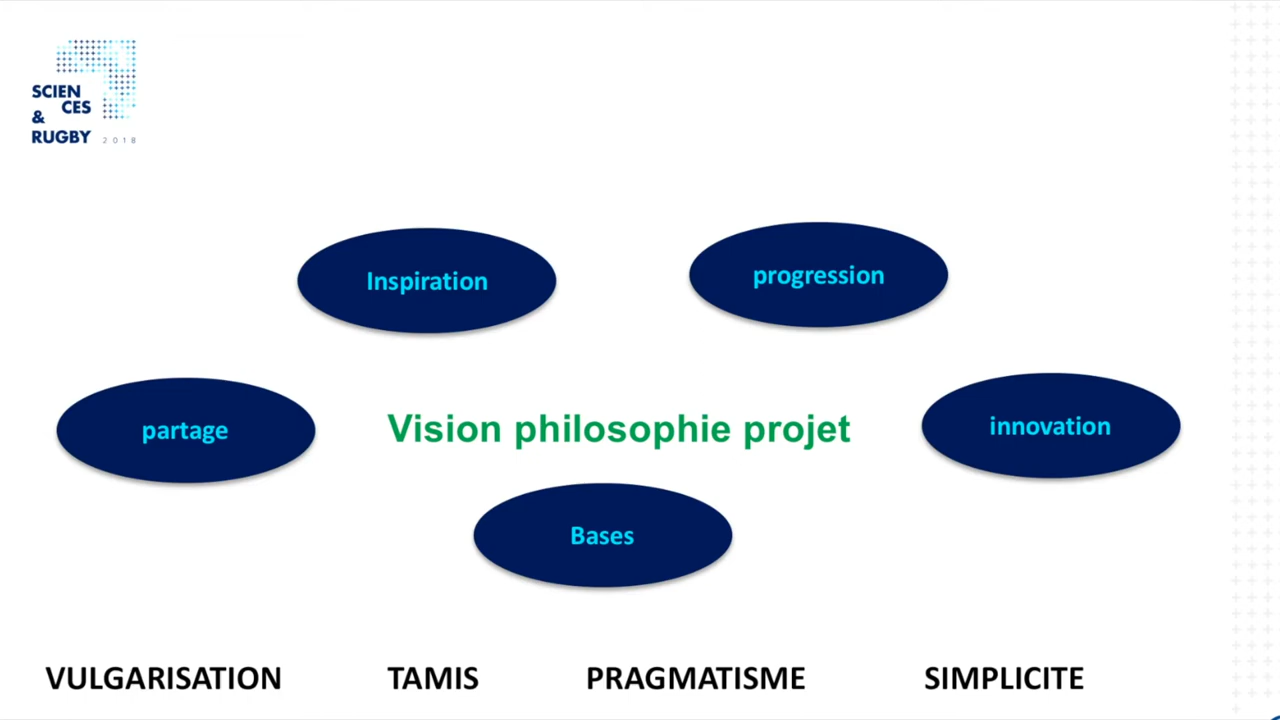 SCIEN
CES
&
RUGBY 2018
Inspiration
progression
partage
Vision philosophie projet
innovation
Bases
VULGARISATION TAMIS PRAGMATISME SIMPLICITE